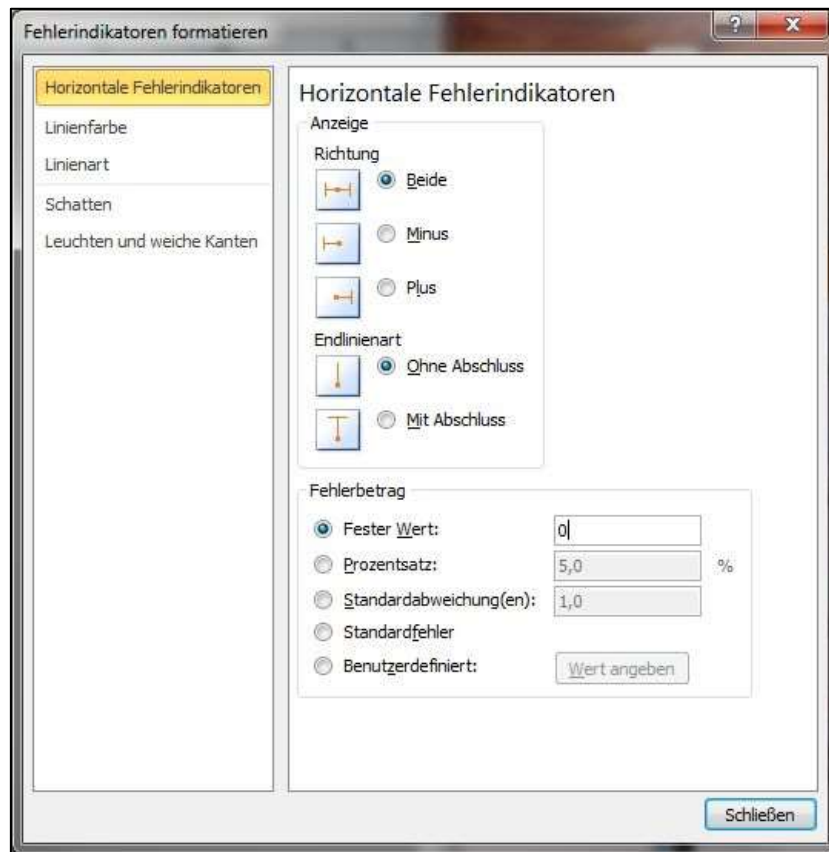 Fehlerindikatoren formatieren
Horizontale Fehlerindikatoren
Linienfarbe
Linienart
Schatten
Leuchten und weiche Kanten
Horizontale Fehlerindikatoren
Anzeige
Richtung
Beide
Minus
Plus
Endlinienart
Ohne Abschluss
Mit Abschluss
Fehlerbetrag
Fester Wert: 0
Prozentsatz: 5,0 %
Standardabweichung(en): 1,0
Standardfehler
Benutzerdefiniert: Wert angeben
Schließen